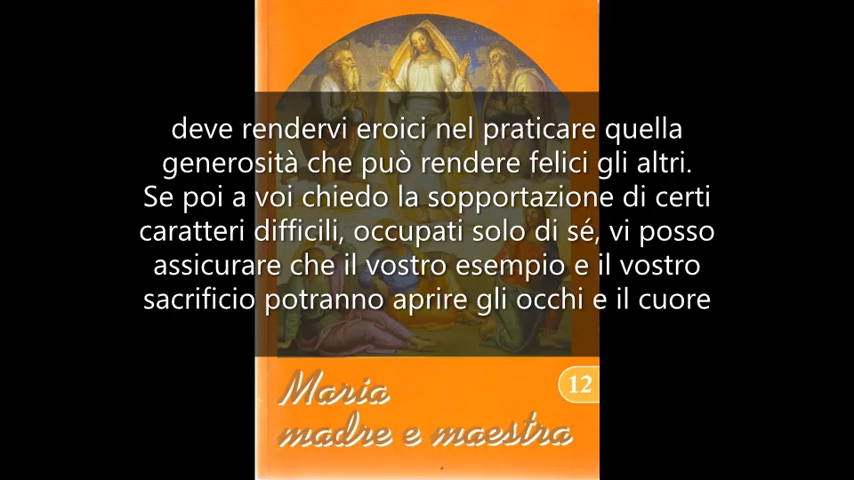 deve rendervi eroici nel praticare quella
generosità che può rendere felici gli altri.
Se poi a voi chiedo la sopportazione di certi
caratteri difficili, occupati solo di sé, vi posso
assicurare che il vostro esempio e il vostro
sacrificio potranno aprire gli occhi e il cuore
Maria
12
madre e maestra